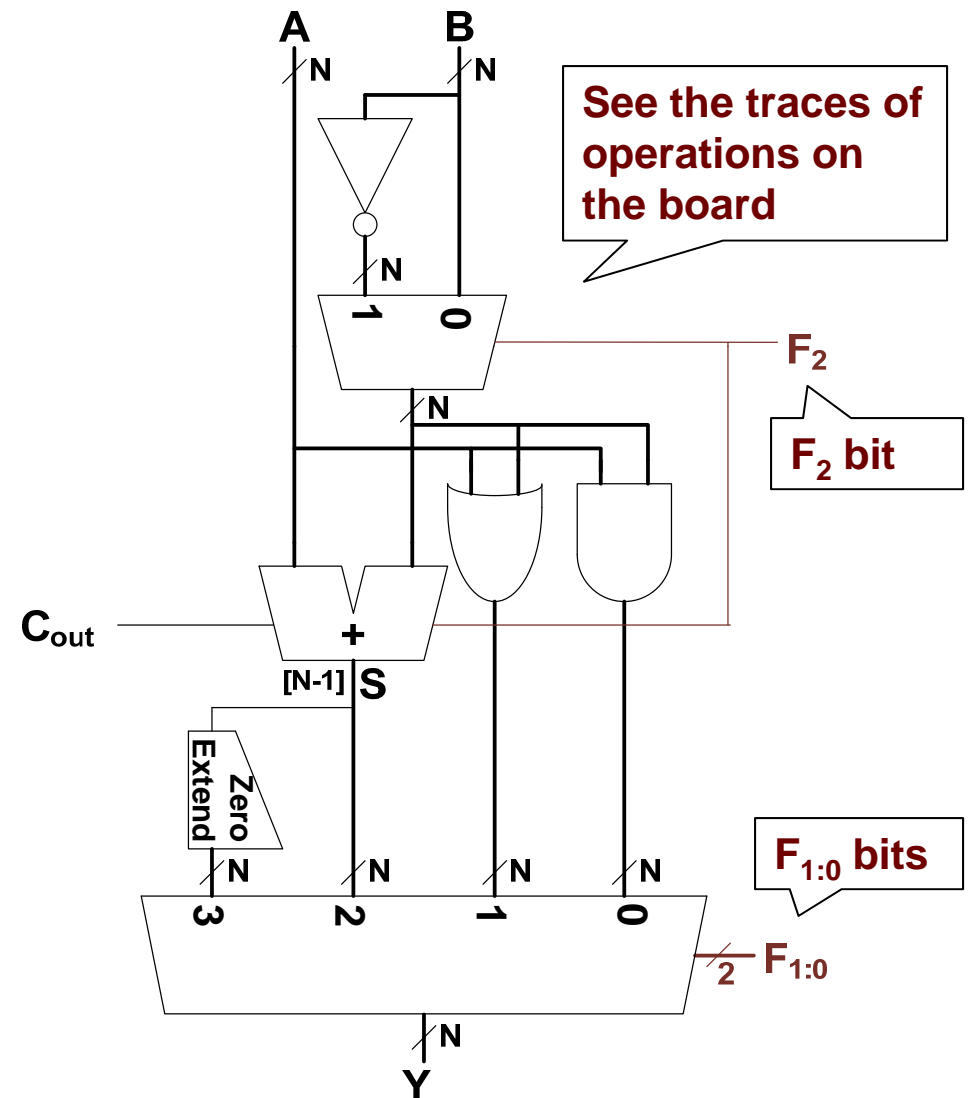 A
B
N
N
See the traces of
operations on
the board
N
1
0
F₂
N
F₂ bit
C_out
+
[N-1]
S
Zero
Extend
N
N
N
N
F₁:₀ bits
3
2
1
0
2
F₁:₀
N
Y